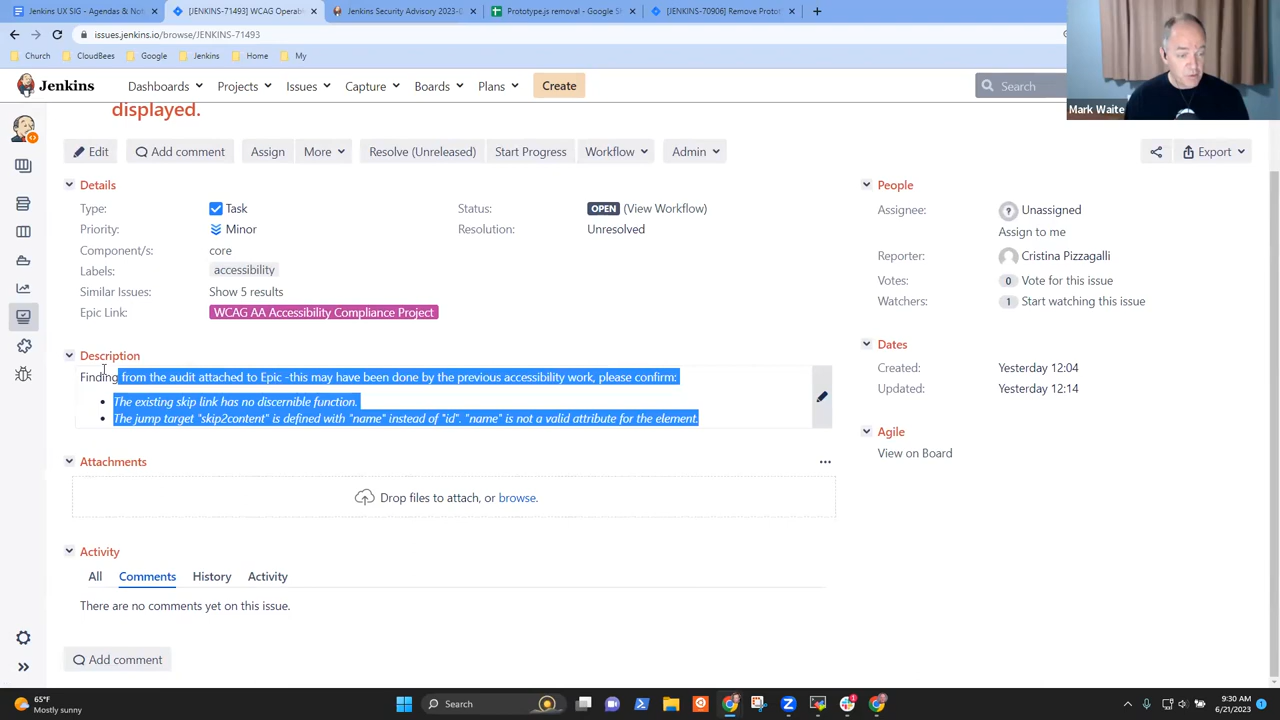 Jenkins UX SIG - Agendas & Notes
[JENKINS-71493] WCAG Operabl
Jenkins Security Advisory 2023-0
Prototype.js removal - Google Sh
[JENKINS-70906] Remove Protot
issues.jenkins.io/browse/JENKINS-71493
Church
CloudBees
Google
Jenkins
Home
My
Mark Waite
Jenkins
Dashboards
Projects
Issues
Capture
Boards
Plans
Create
Search
displayed.
Edit
Add comment
Assign
More
Resolve (Unreleased)
Start Progress
Workflow
Admin
Export
Details
Type: Task
Status: OPEN (View Workflow)
Priority: Minor
Resolution: Unresolved
Component/s: core
Labels: accessibility
Similar Issues: Show 5 results
Epic Link: WCAG AA Accessibility Compliance Project
People
Assignee: Unassigned
Assign to me
Reporter: Cristina Pizzagalli
Votes: 0 Vote for this issue
Watchers: 1 Start watching this issue
Description
Finding from the audit attached to Epic -this may have been done by the previous accessibility work, please confirm:
• The existing skip link has no discernible function.
• The jump target "skip2content" is defined with "name" instead of "id". "name" is not a valid attribute for the element.
Dates
Created: Yesterday 12:04
Updated: Yesterday 12:14
Agile
View on Board
Attachments
Drop files to attach, or browse.
Activity
All
Comments
History
Activity
There are no comments yet on this issue.
Add comment
65°F
Mostly sunny
Search
9:30 AM
6/21/2023